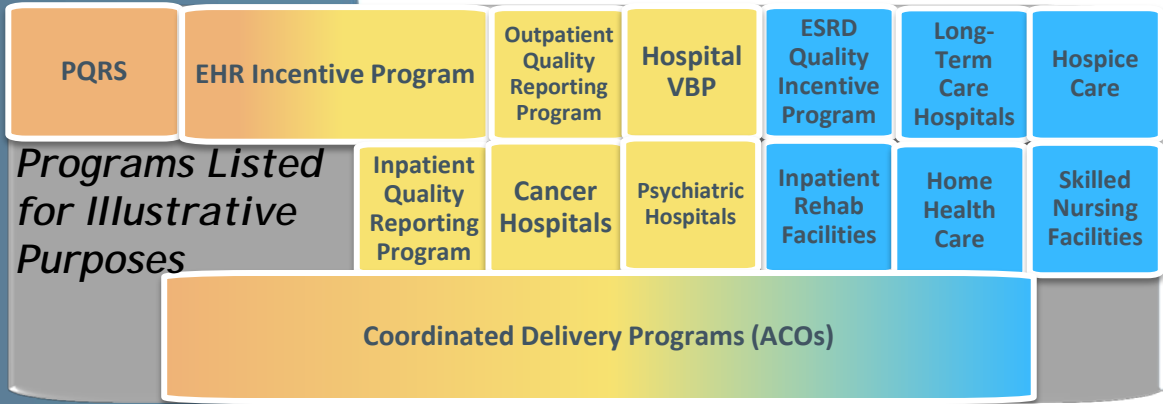 PQRS
EHR Incentive Program
Outpatient
Quality
Reporting
Program
Hospital
VBP
ESRD
Quality
Incentive
Program
Long-
Term
Care
Hospitals
Hospice
Care
Programs Listed
for Illustrative
Purposes
Inpatient
Quality
Reporting
Program
Cancer
Hospitals
Psychiatric
Hospitals
Inpatient
Rehab
Facilities
Home
Health
Care
Skilled
Nursing
Facilities
Coordinated Delivery Programs (ACOs)